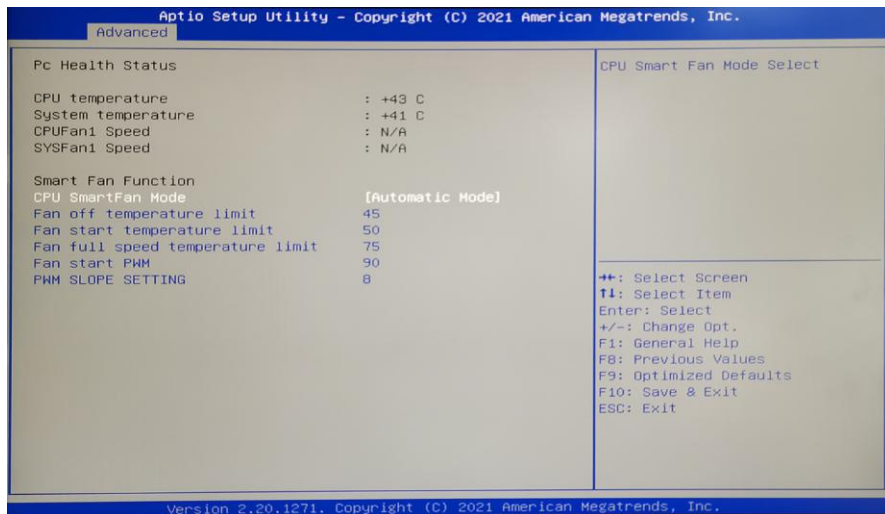 Aptio Setup Utility - Copyright (C) 2021 American Megatrends, Inc.
Advanced
Pc Health Status
CPU temperature : +43 C
System temperature : +41 C
CPUFan1 Speed : N/A
SYSFan1 Speed : N/A
Smart Fan Function
CPU SmartFan Mode [Automatic Mode]
Fan off temperature limit 45
Fan start temperature limit 50
Fan full speed temperature limit 75
Fan start PWM 90
PWM SLOPE SETTING 8
CPU Smart Fan Mode Select
→←: Select Screen
↑↓: Select Item
Enter: Select
+/-: Change Opt.
F1: General Help
F8: Previous Values
F9: Optimized Defaults
F10: Save & Exit
ESC: Exit
Version 2.20.1271. Copyright (C) 2021 American Megatrends, Inc.